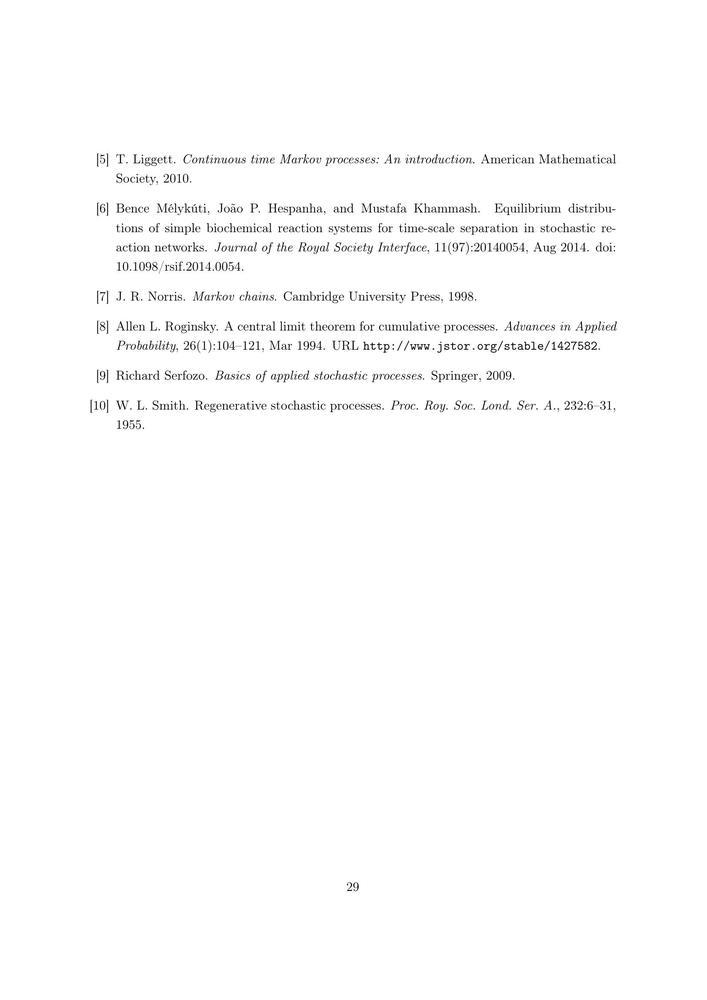 [5] T. Liggett. Continuous time Markov processes: An introduction. American Mathematical
Society, 2010.
[6] Bence Mélykúti, João P. Hespanha, and Mustafa Khammash. Equilibrium distribu-
tions of simple biochemical reaction systems for time-scale separation in stochastic re-
action networks. Journal of the Royal Society Interface, 11(97):20140054, Aug 2014. doi:
10.1098/rsif.2014.0054.
[7] J. R. Norris. Markov chains. Cambridge University Press, 1998.
[8] Allen L. Roginsky. A central limit theorem for cumulative processes. Advances in Applied
Probability, 26(1):104–121, Mar 1994. URL http://www.jstor.org/stable/1427582.
[9] Richard Serfozo. Basics of applied stochastic processes. Springer, 2009.
[10] W. L. Smith. Regenerative stochastic processes. Proc. Roy. Soc. Lond. Ser. A., 232:6–31,
1955.
29